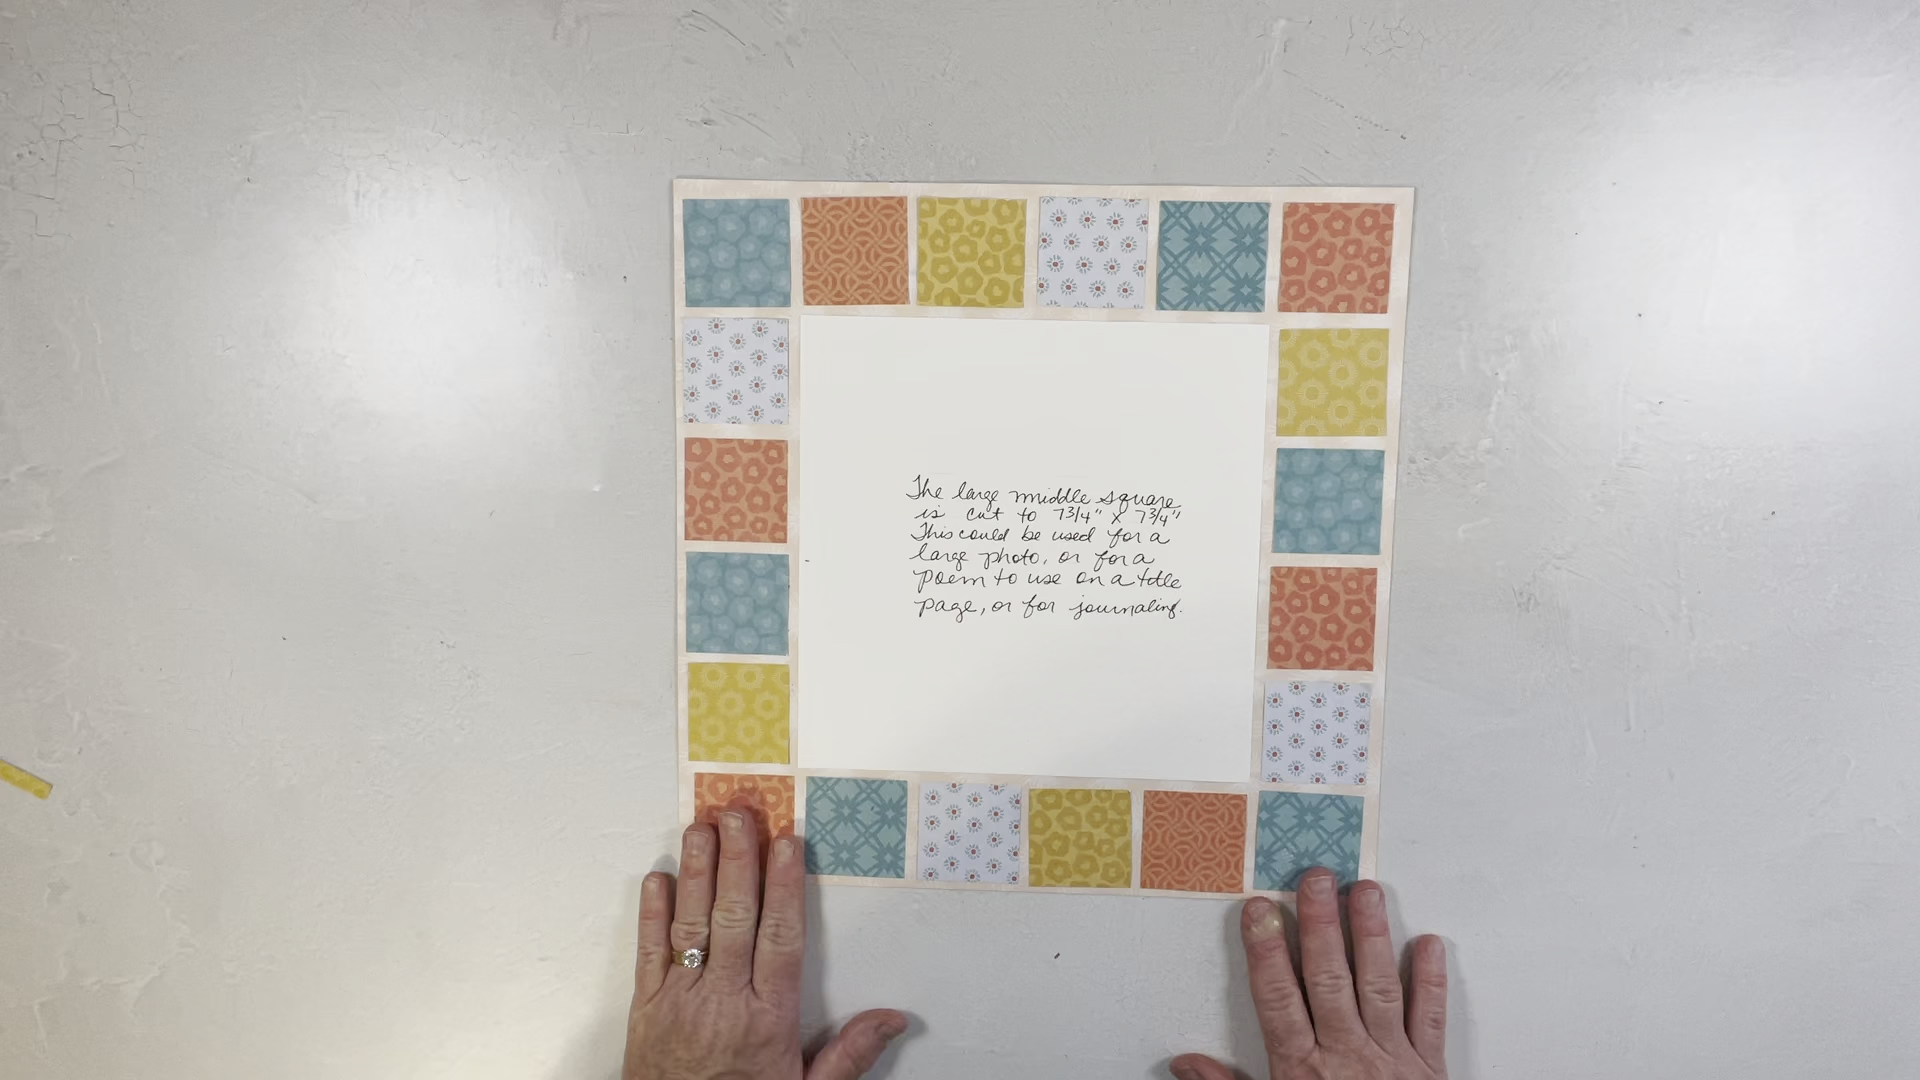 The large middle square
is cut to 7 3/4" x 7 3/4"
This could be used for a
large photo, or for a
poem to use on a title
page, or for journaling.